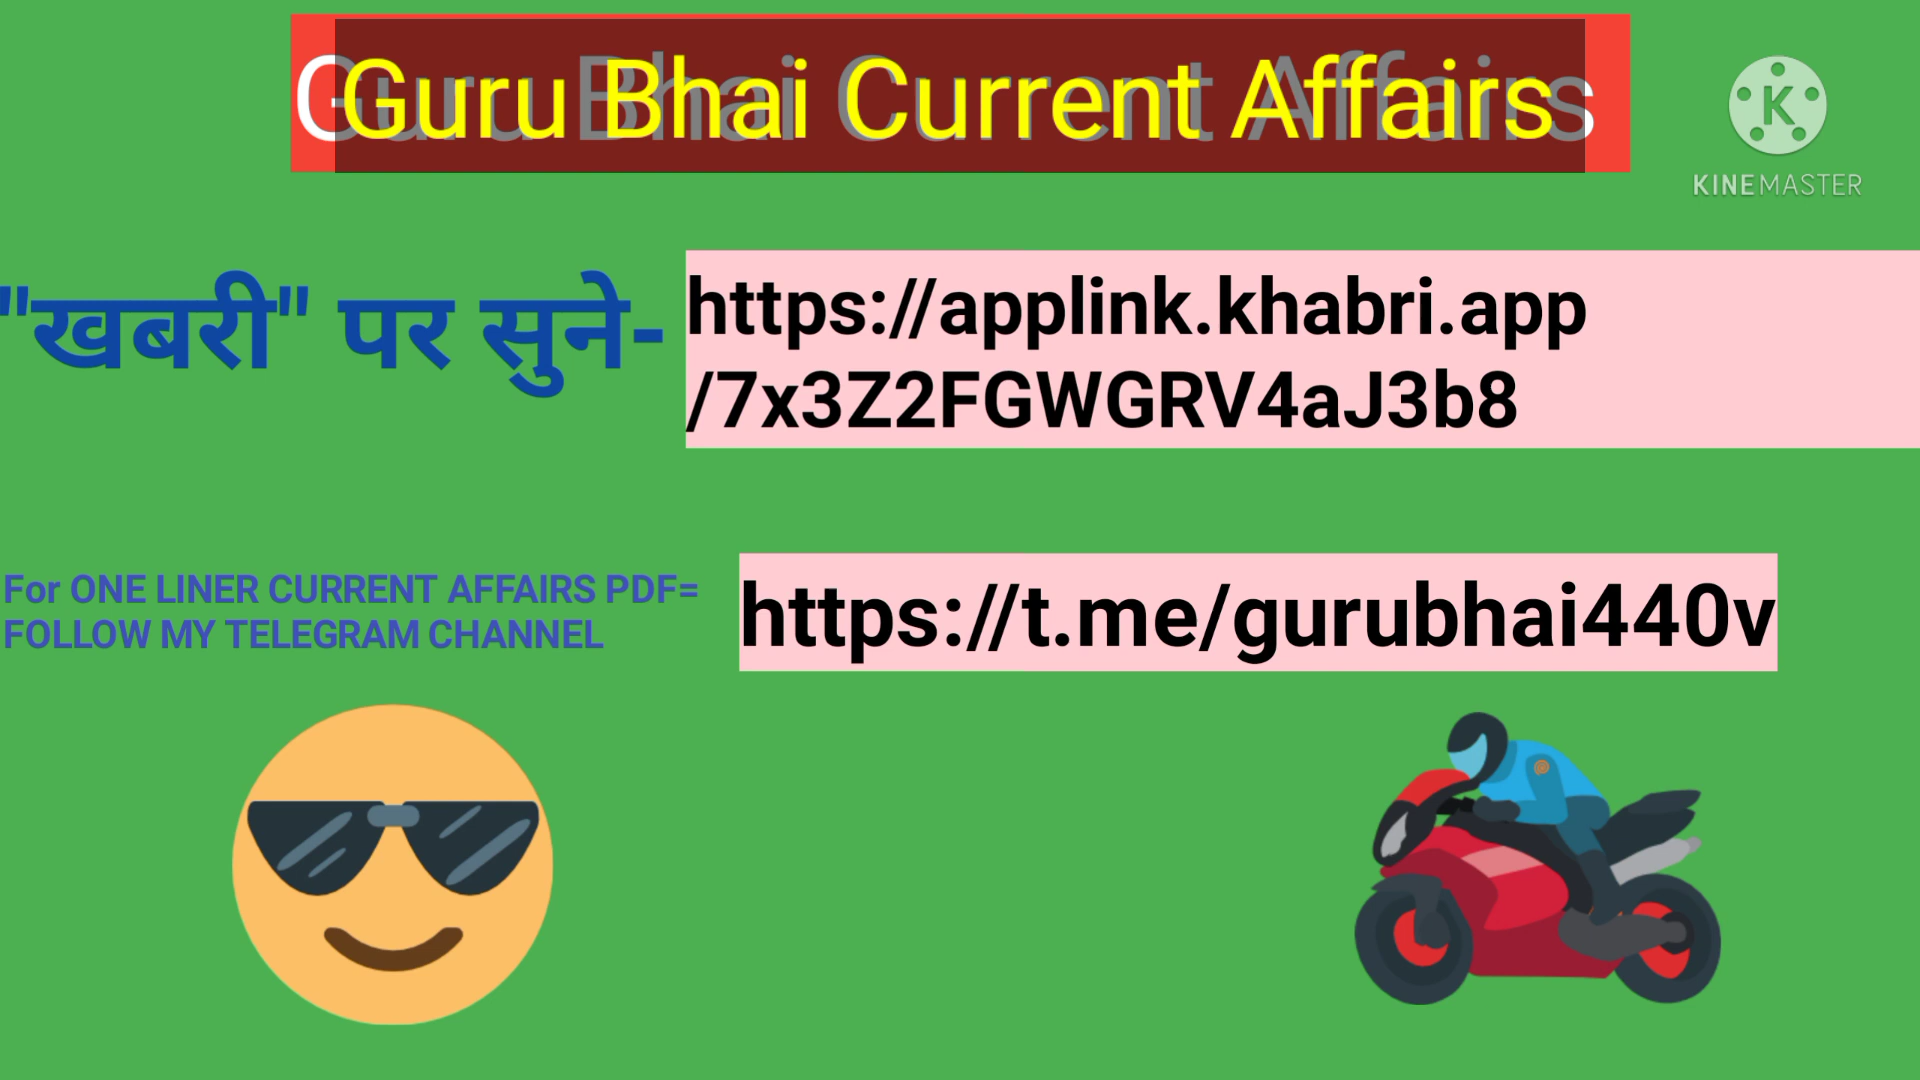 Guru Bhai Current Affairs
K
KINEMASTER
"खबरी" पर सुने-
https://applink.khabri.app
/7x3Z2FGWGRV4aJ3b8
For ONE LINER CURRENT AFFAIRS PDF=
FOLLOW MY TELEGRAM CHANNEL
https://t.me/gurubhai440v